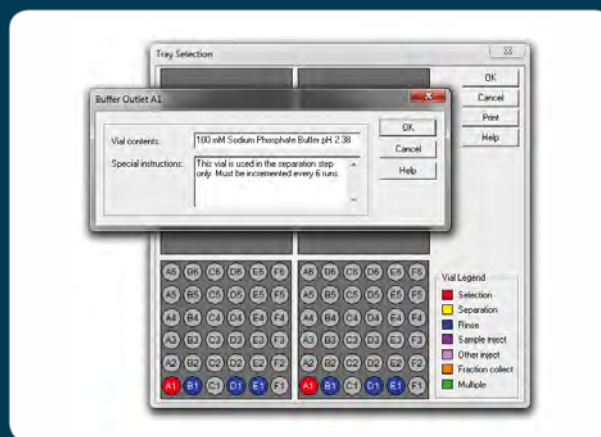 Tray Selection
OK
Cancel
Print
Help
Buffer Outlet A1
Vial contents:
100 mM Sodium Phosphate Buffer pH 2.38
OK
Cancel
Help
Special instructions:
This vial is used in the separation step
only. Must be incremented every 6 runs.
A6 B6 C6 D6 E6 F6 A6 B6 C6 D6 E6 F6
A5 B5 C5 D5 E5 F5 A5 B5 C5 D5 E5 F5
A4 B4 C4 D4 E4 F4 A4 B4 C4 D4 E4 F4
A3 B3 C3 D3 E3 F3 A3 B3 C3 D3 E3 F3
A2 B2 C2 D2 E2 F2 A2 B2 C2 D2 E2 F2
A1 B1 C1 D1 E1 F1 A1 B1 C1 D1 E1 F1
Vial Legend
Selection
Separation
Rinse
Sample inject
Other inject
Fraction collect
Multiple